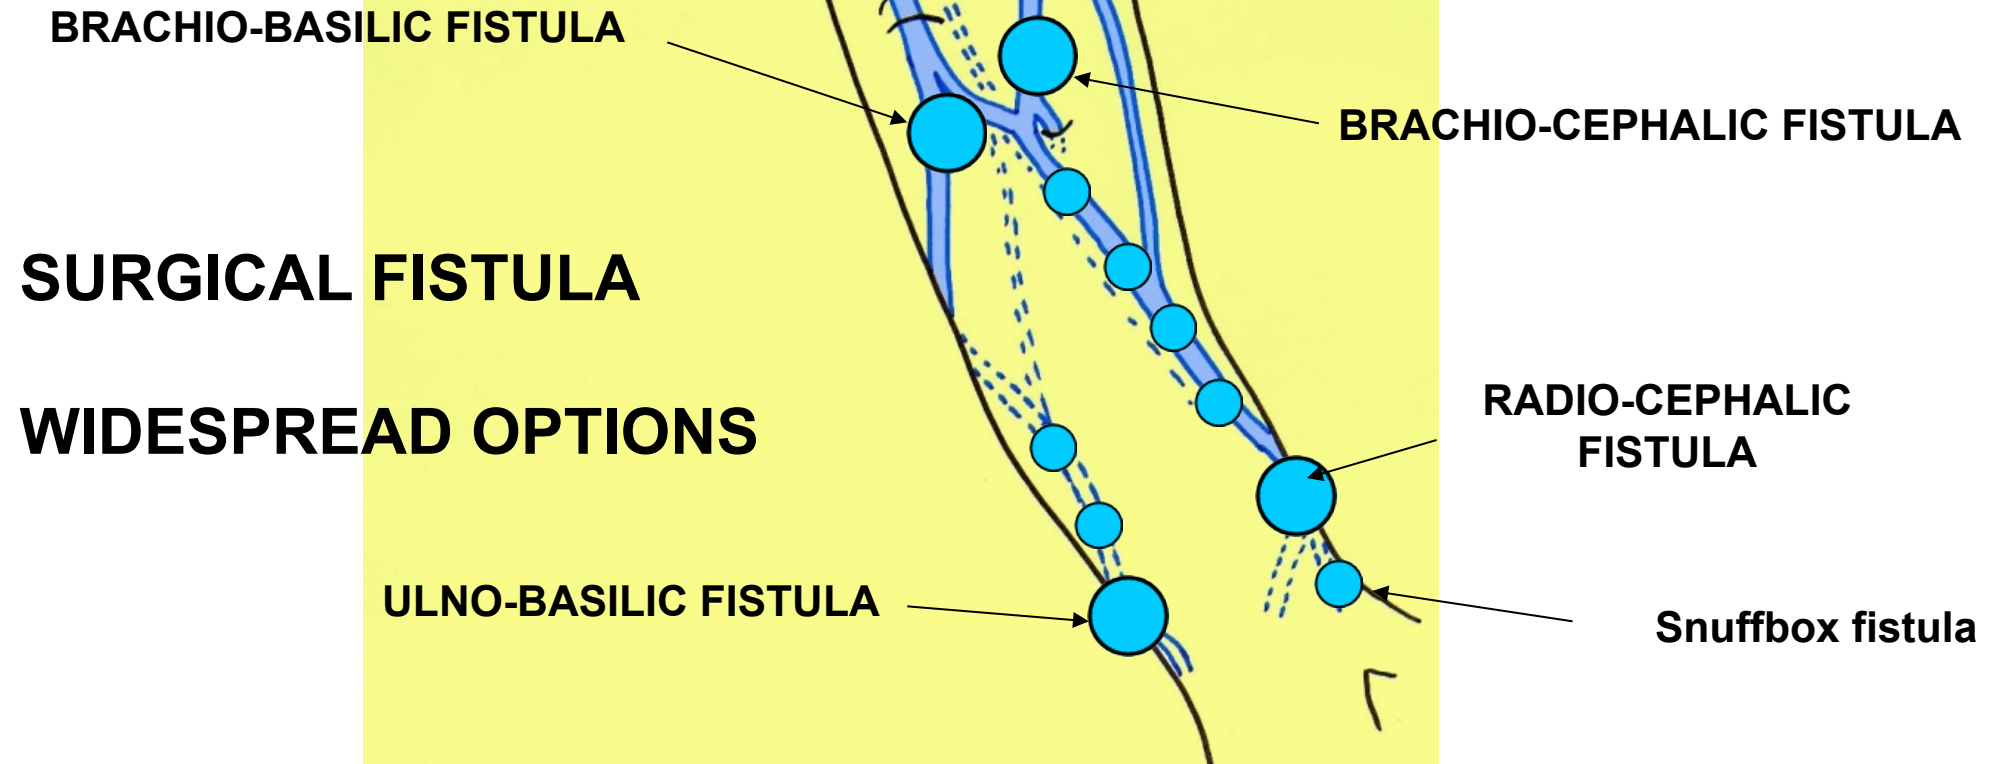 BRACHIO-BASILIC FISTULA
BRACHIO-CEPHALIC FISTULA
SURGICAL FISTULA
WIDESPREAD OPTIONS
RADIO-CEPHALIC
FISTULA
ULNO-BASILIC FISTULA
Snuffbox fistula